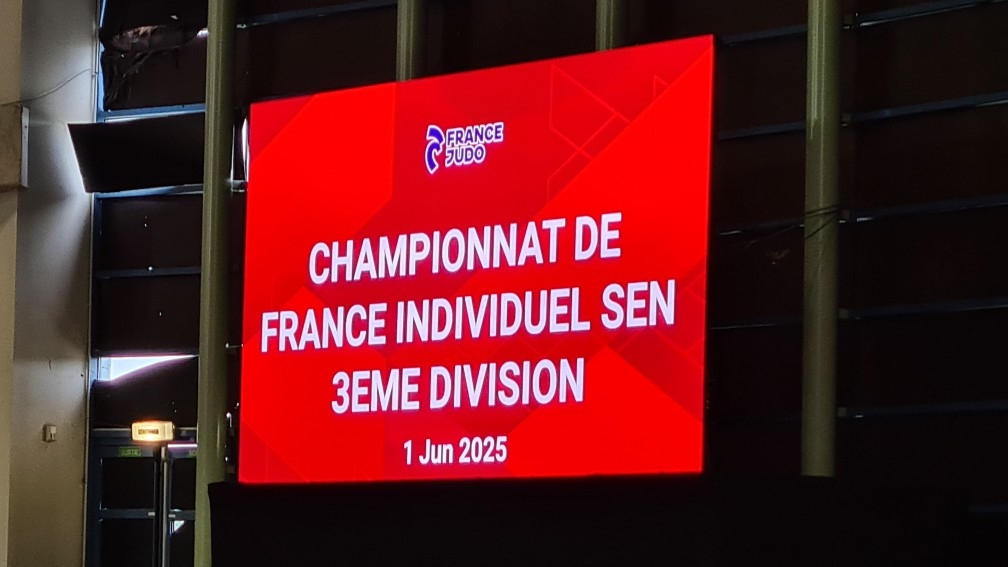 FRANCE
JUDO
CHAMPIONNAT DE
FRANCE INDIVIDUEL SEN
3EME DIVISION
1 Jun 2025